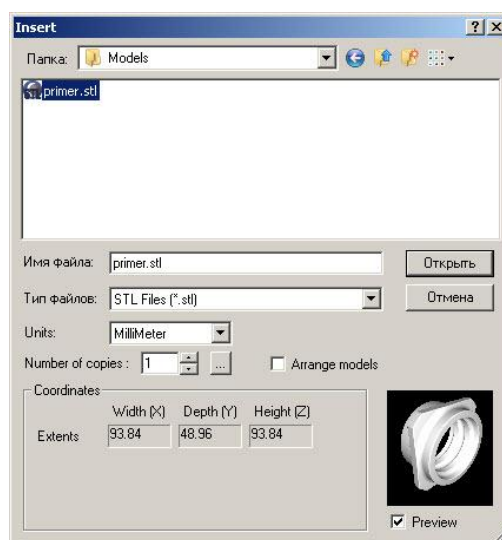 Insert
Папка: Models
primer.stl
Имя файла: primer.stl Открыть
Тип файлов: STL Files (*.stl) Отмена
Units: MilliMeter
Number of copies : 1 ... Arrange models
Coordinates
Width (X) Depth (Y) Height (Z)
Extents 93.84 48.96 93.84
Preview